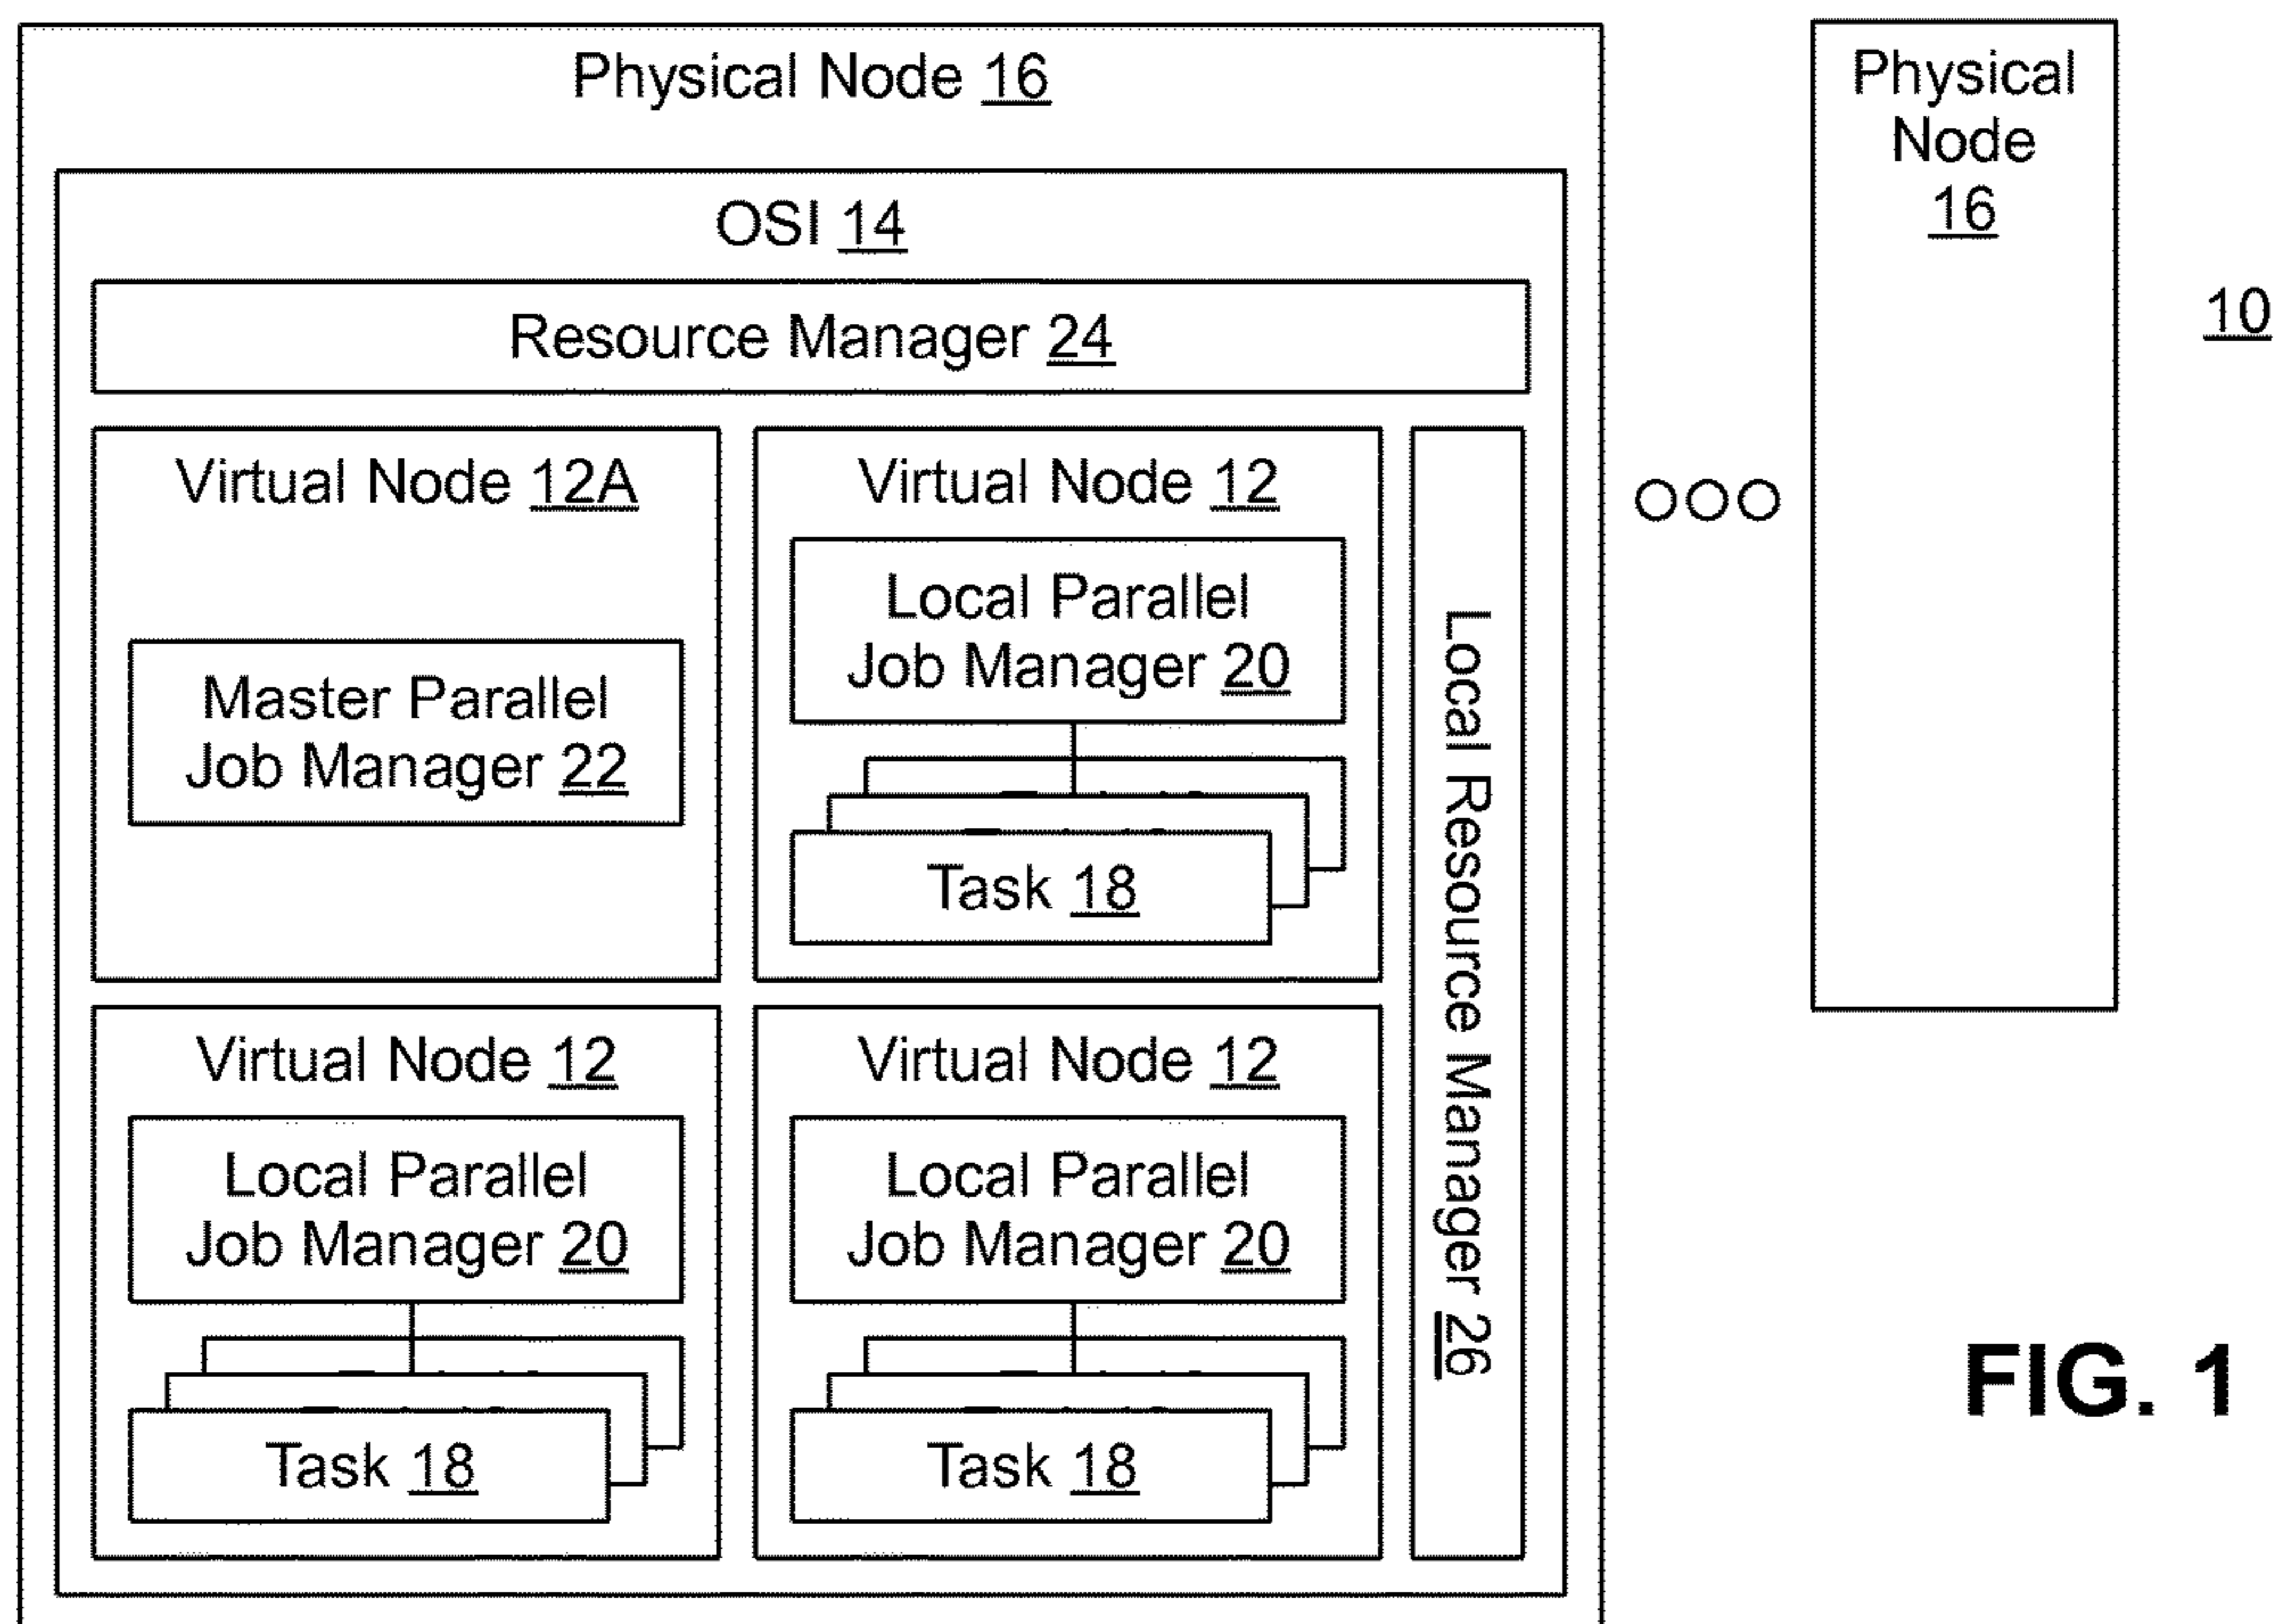 Physical Node 16
OSI 14
Resource Manager 24
Virtual Node 12A
Master Parallel
Job Manager 22
Virtual Node 12
Local Parallel
Job Manager 20
Task 18
Virtual Node 12
Local Parallel
Job Manager 20
Task 18
Virtual Node 12
Local Parallel
Job Manager 20
Task 18
Local Resource Manager 26
Physical
Node
16
10
FIG. 1